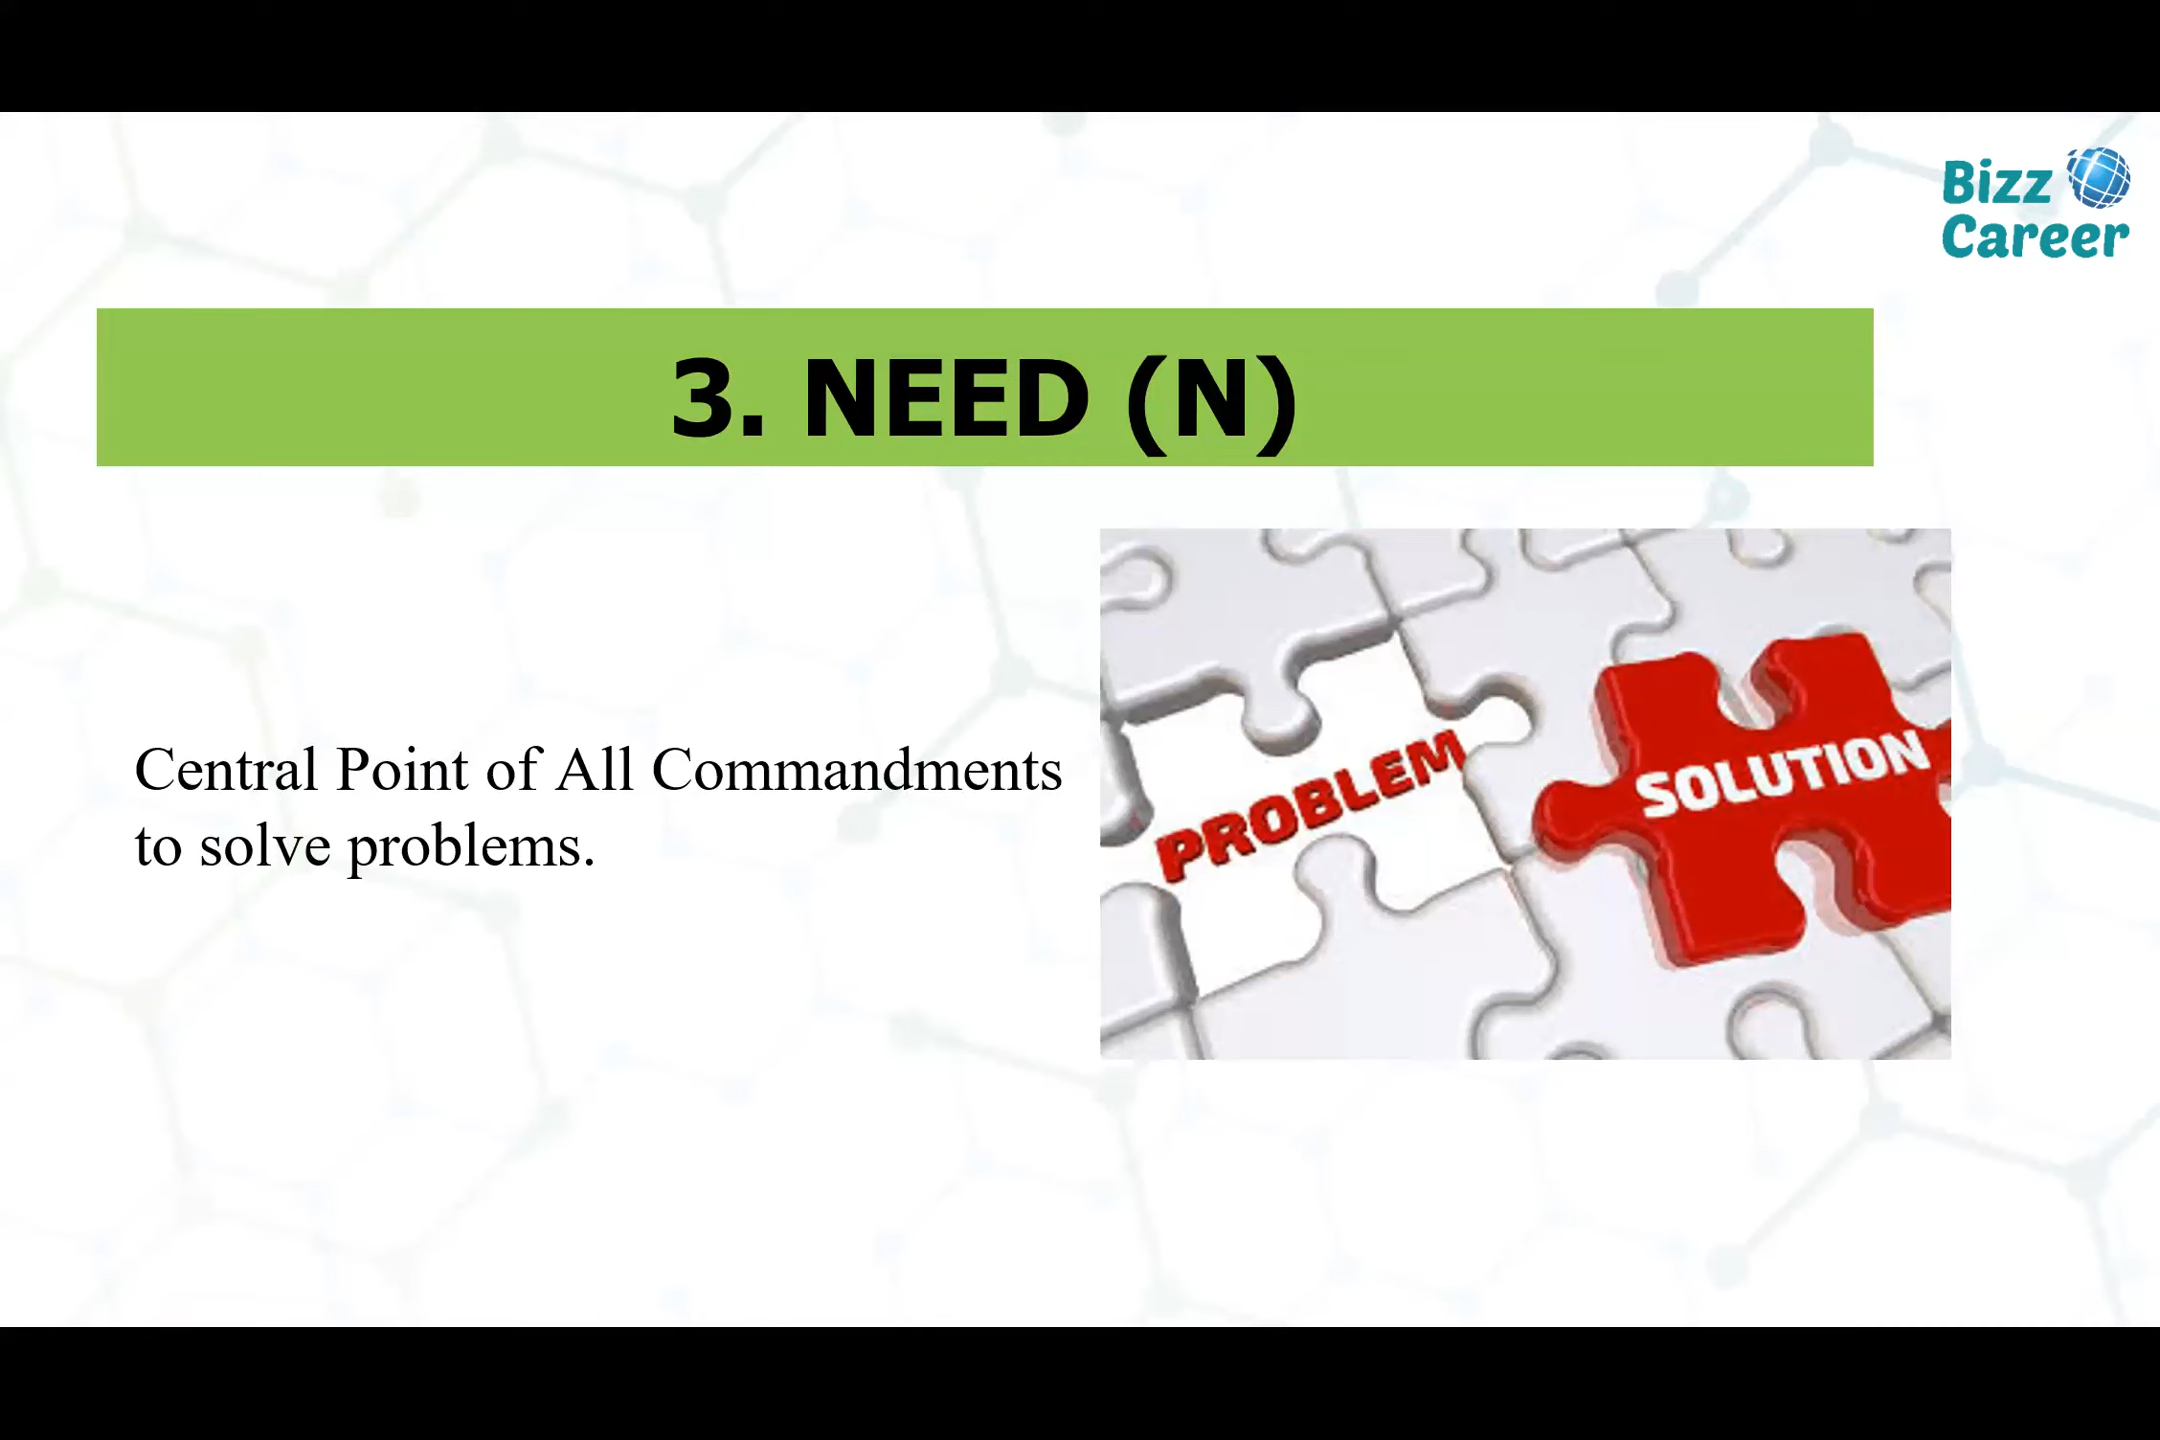 Bizz
Career
3. NEED (N)
Central Point of All Commandments
to solve problems.
PROBLEM
SOLUTION